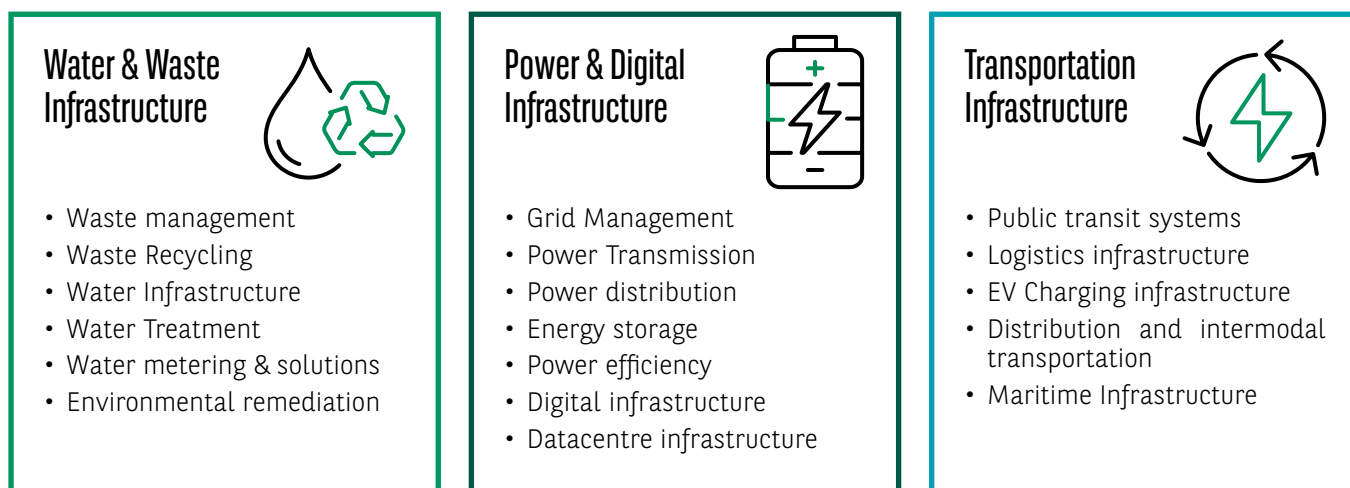 Water & Waste
Infrastructure
• Waste management
• Waste Recycling
• Water Infrastructure
• Water Treatment
• Water metering & solutions
• Environmental remediation
Power & Digital
Infrastructure
• Grid Management
• Power Transmission
• Power distribution
• Energy storage
• Power efficiency
• Digital infrastructure
• Datacentre infrastructure
Transportation
Infrastructure
• Public transit systems
• Logistics infrastructure
• EV Charging infrastructure
• Distribution and intermodal
transportation
• Maritime Infrastructure